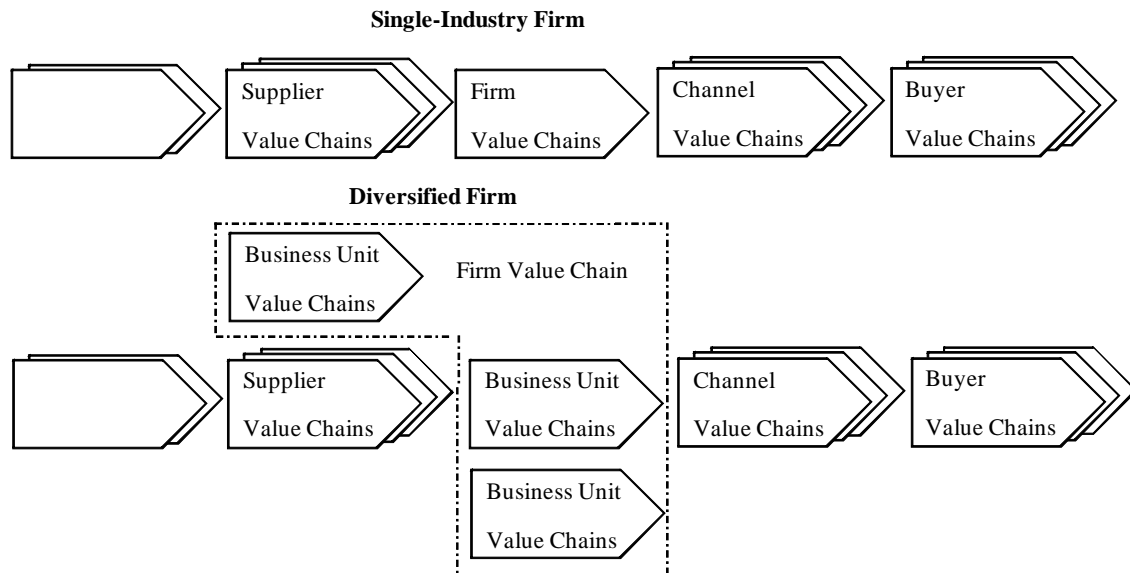 Single-Industry Firm
Supplier
Value Chains
Firm
Value Chains
Channel
Value Chains
Buyer
Value Chains
Diversified Firm
Business Unit
Value Chains
Firm Value Chain
Supplier
Value Chains
Business Unit
Value Chains
Channel
Value Chains
Buyer
Value Chains
Business Unit
Value Chains